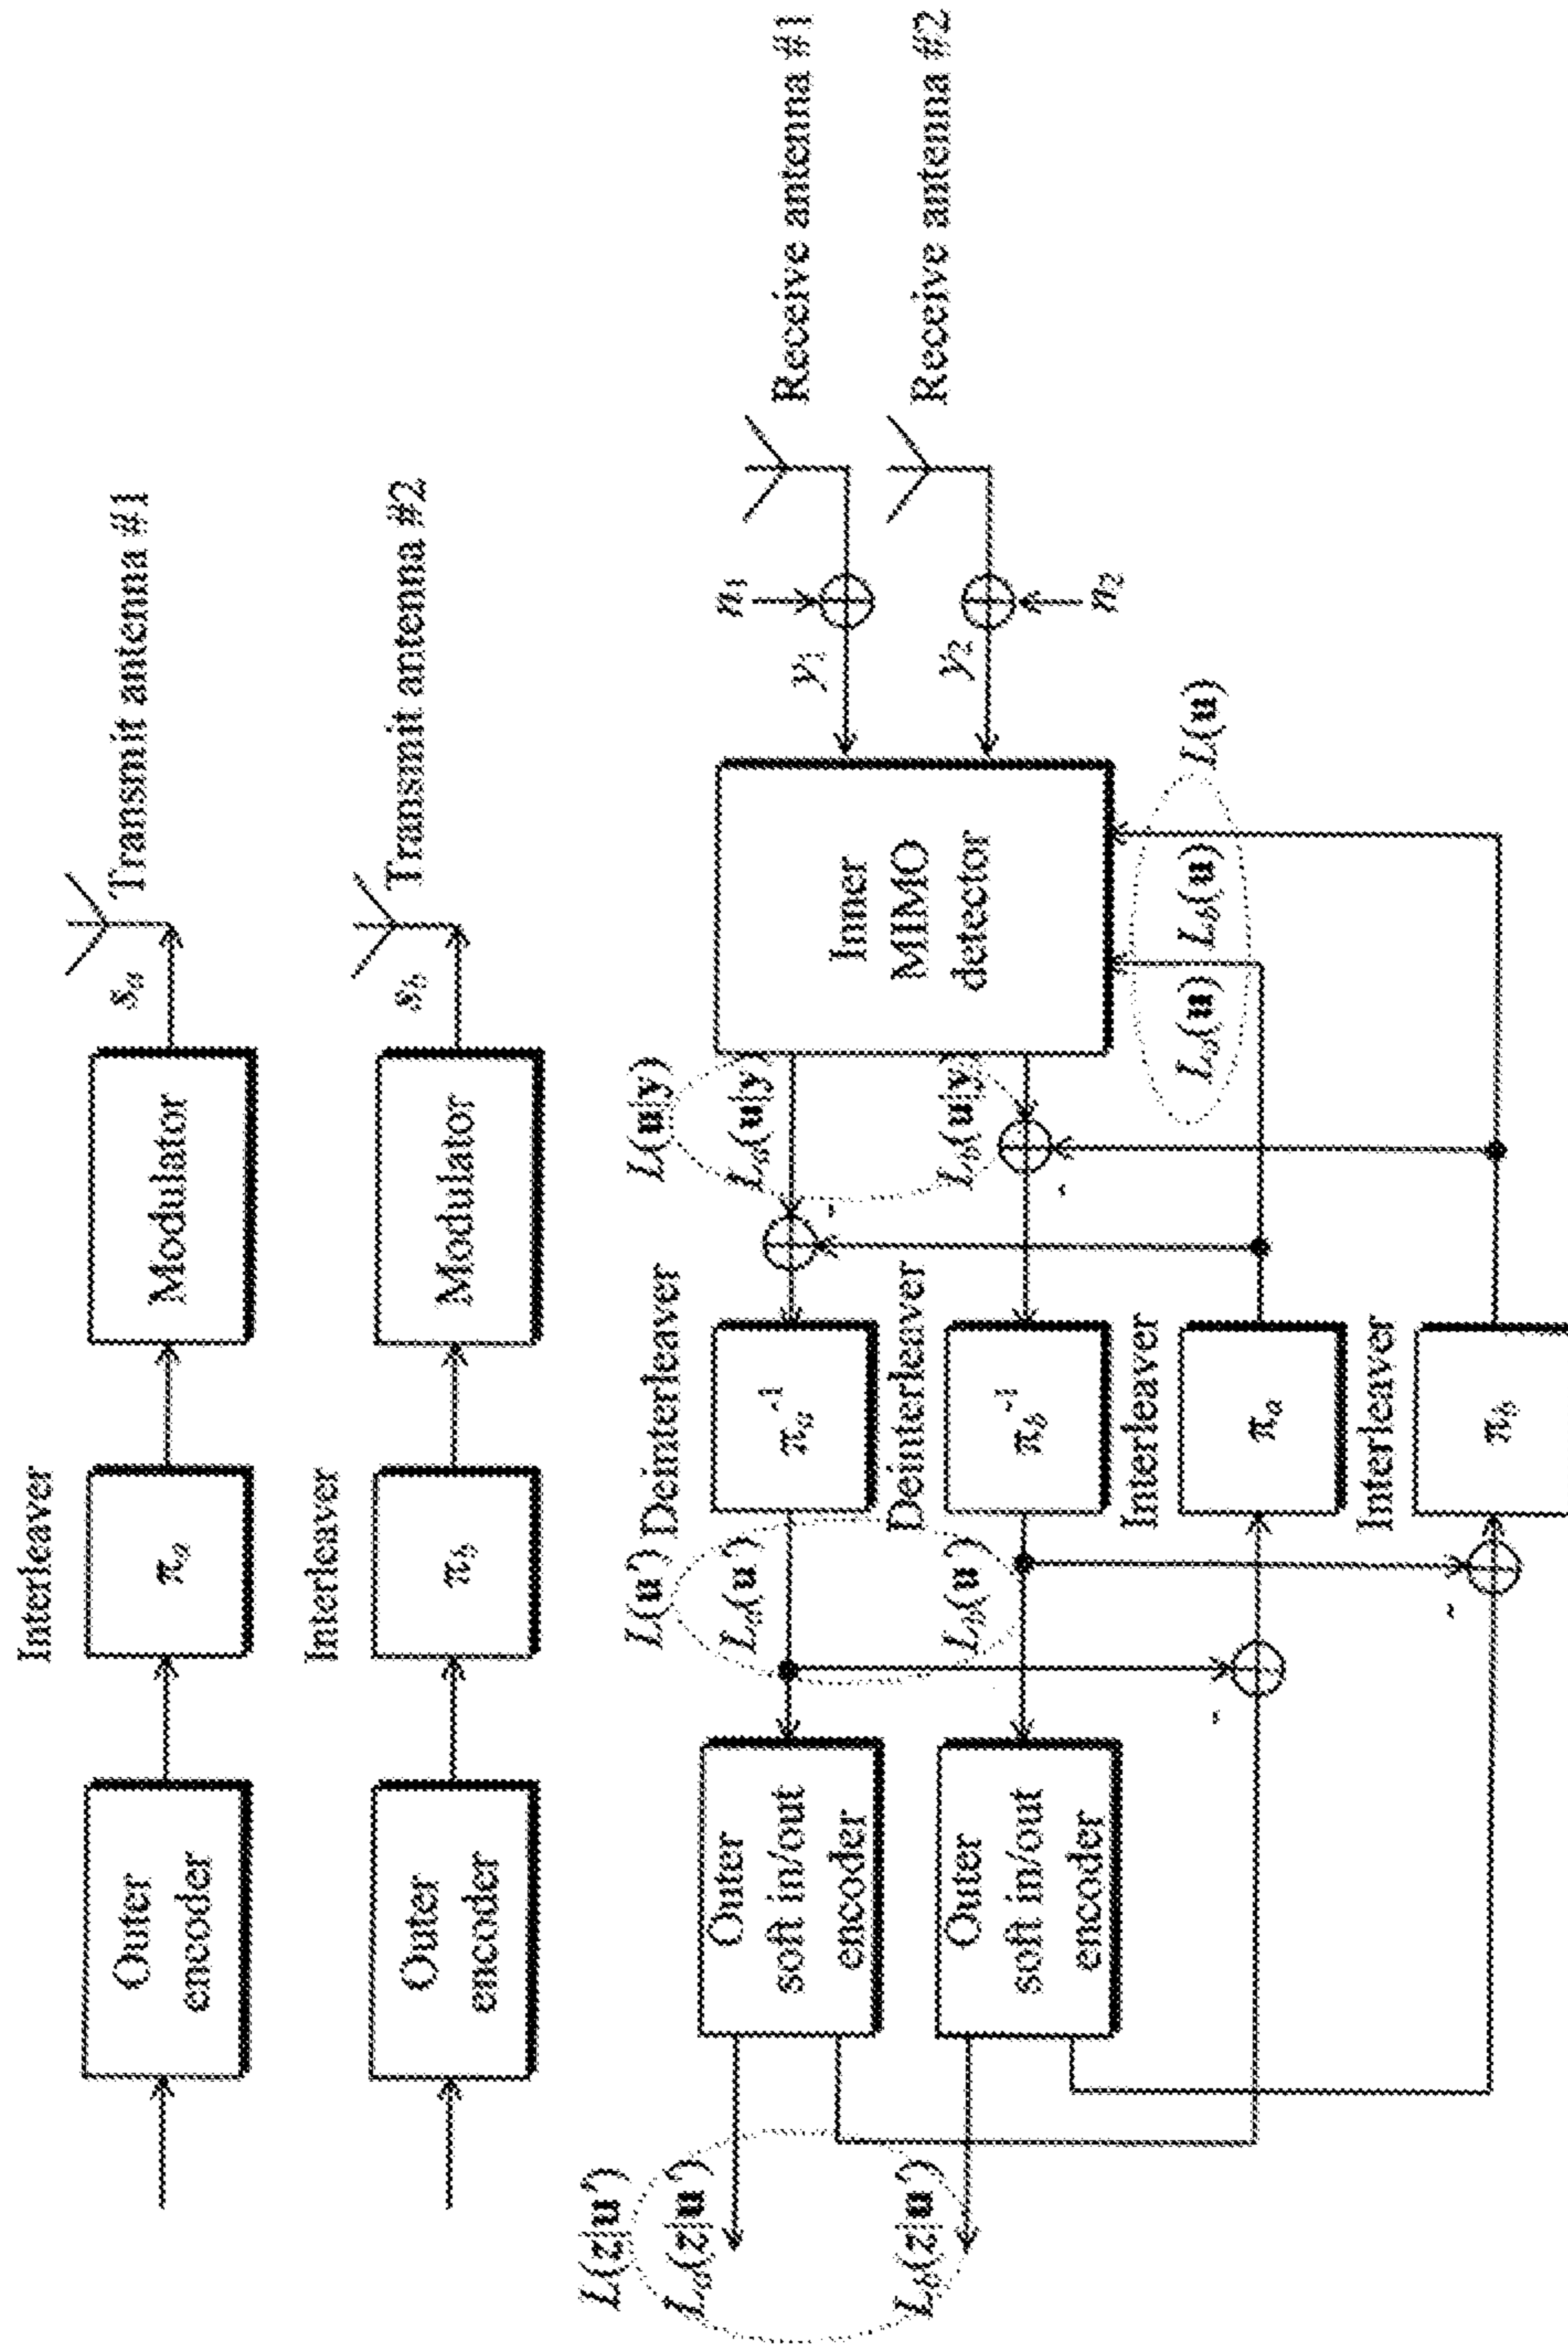 Interleaver
Outer
encoder
πa
Modulator
sa
Transmit antenna #1
Interleaver
Outer
encoder
πb
Modulator
sb
Transmit antenna #2
L(z|u')
La(z|u')
Lb(z|u')
Outer
soft in/out
encoder
Outer
soft in/out
encoder
L(u')
La(u')
Lb(u')
-
-
Deinterleaver
πa-1
Deinterleaver
πb-1
Interleaver
πa
Interleaver
πb
L(u|y)
La(u|y)
Lb(u|y)
-
-
Inner
MIMO
detector
La(u)
Lb(u)
L(u)
y1
n1
y2
n2
Receive antenna #1
Receive antenna #2